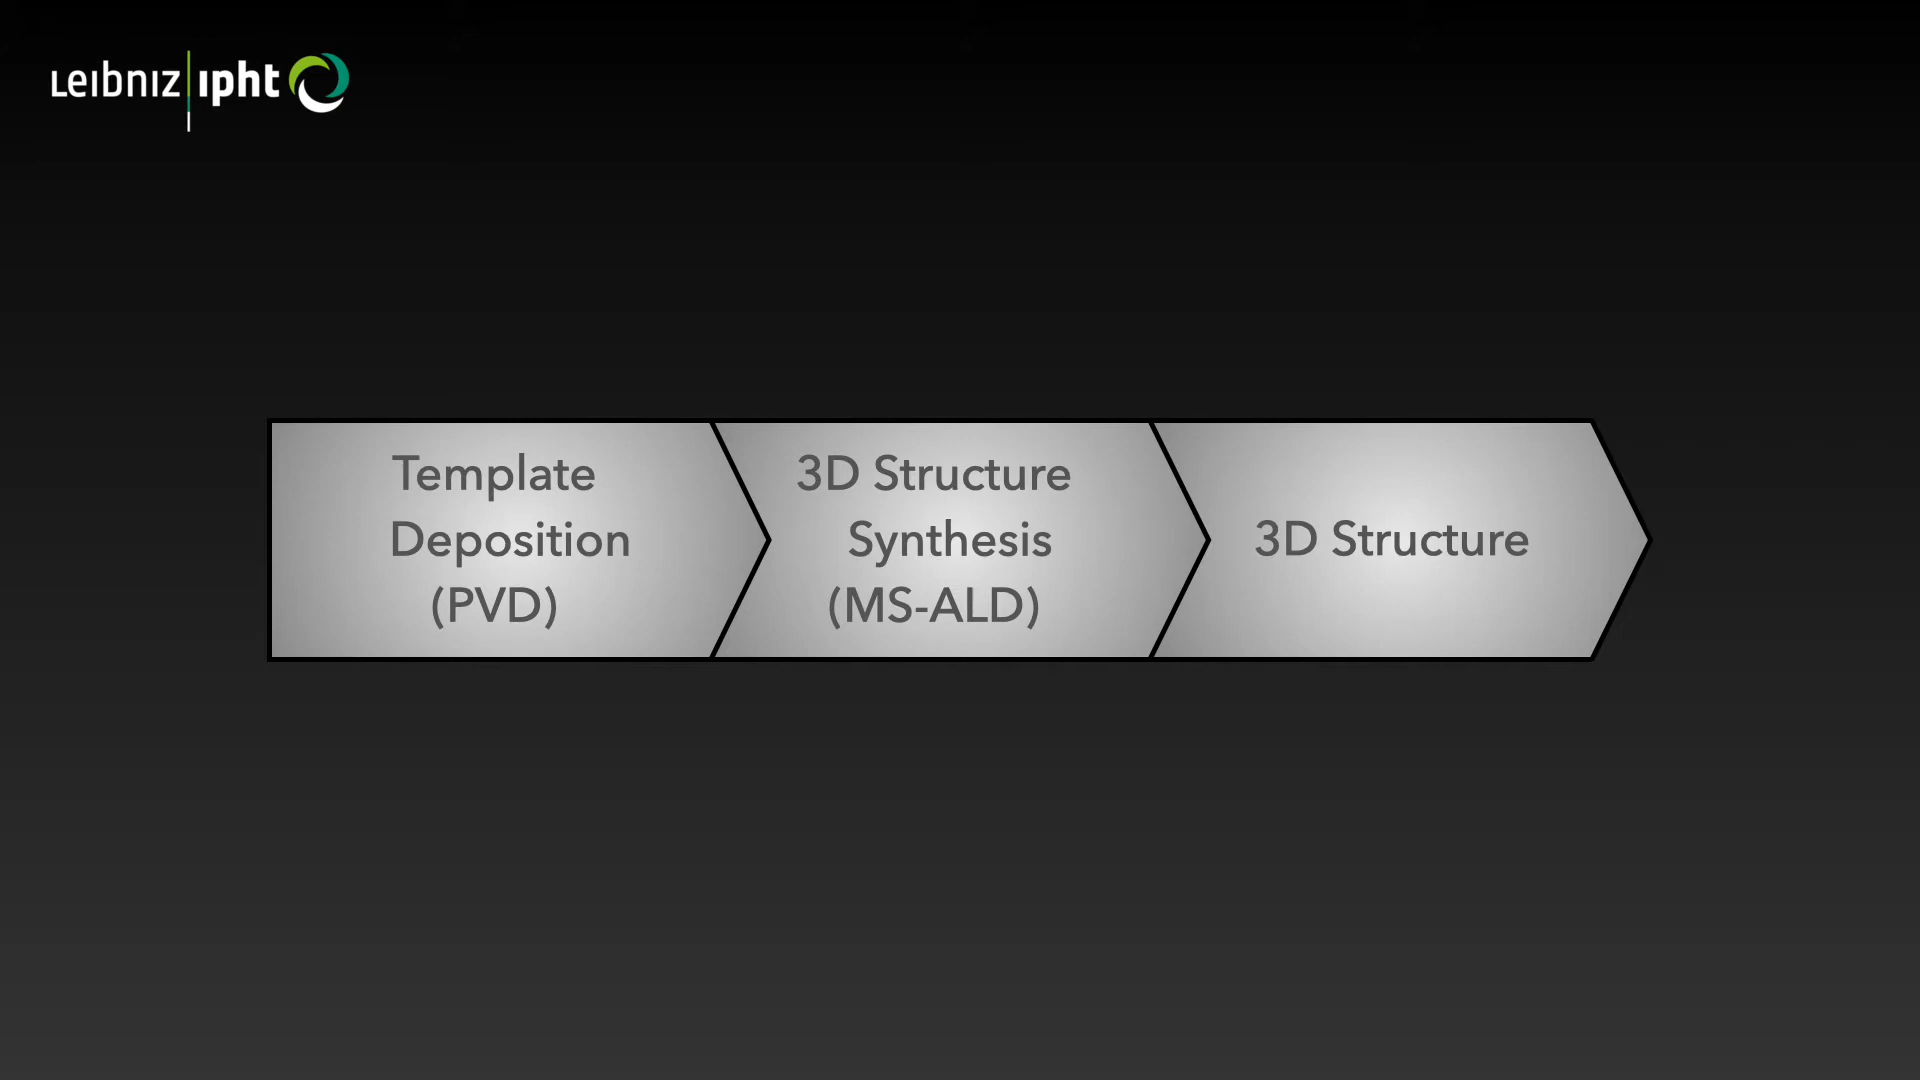 Leibniz ipht
Template
Deposition
(PVD)
3D Structure
Synthesis
(MS-ALD)
3D Structure